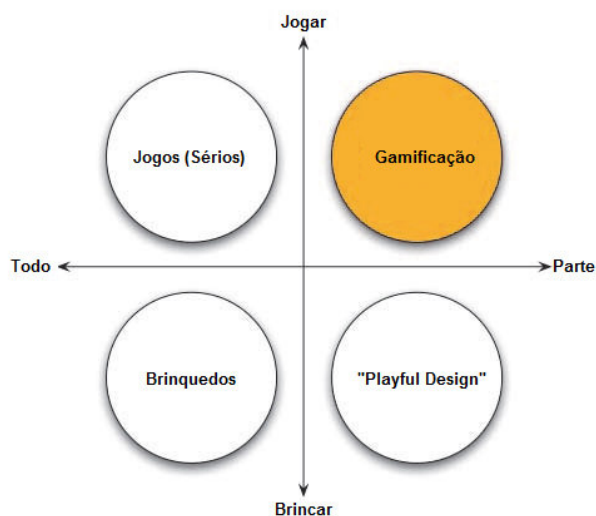 Jogar
Jogos (Sérios)
Gamificação
Todo
Parte
Brinquedos
"Playful Design"
Brincar